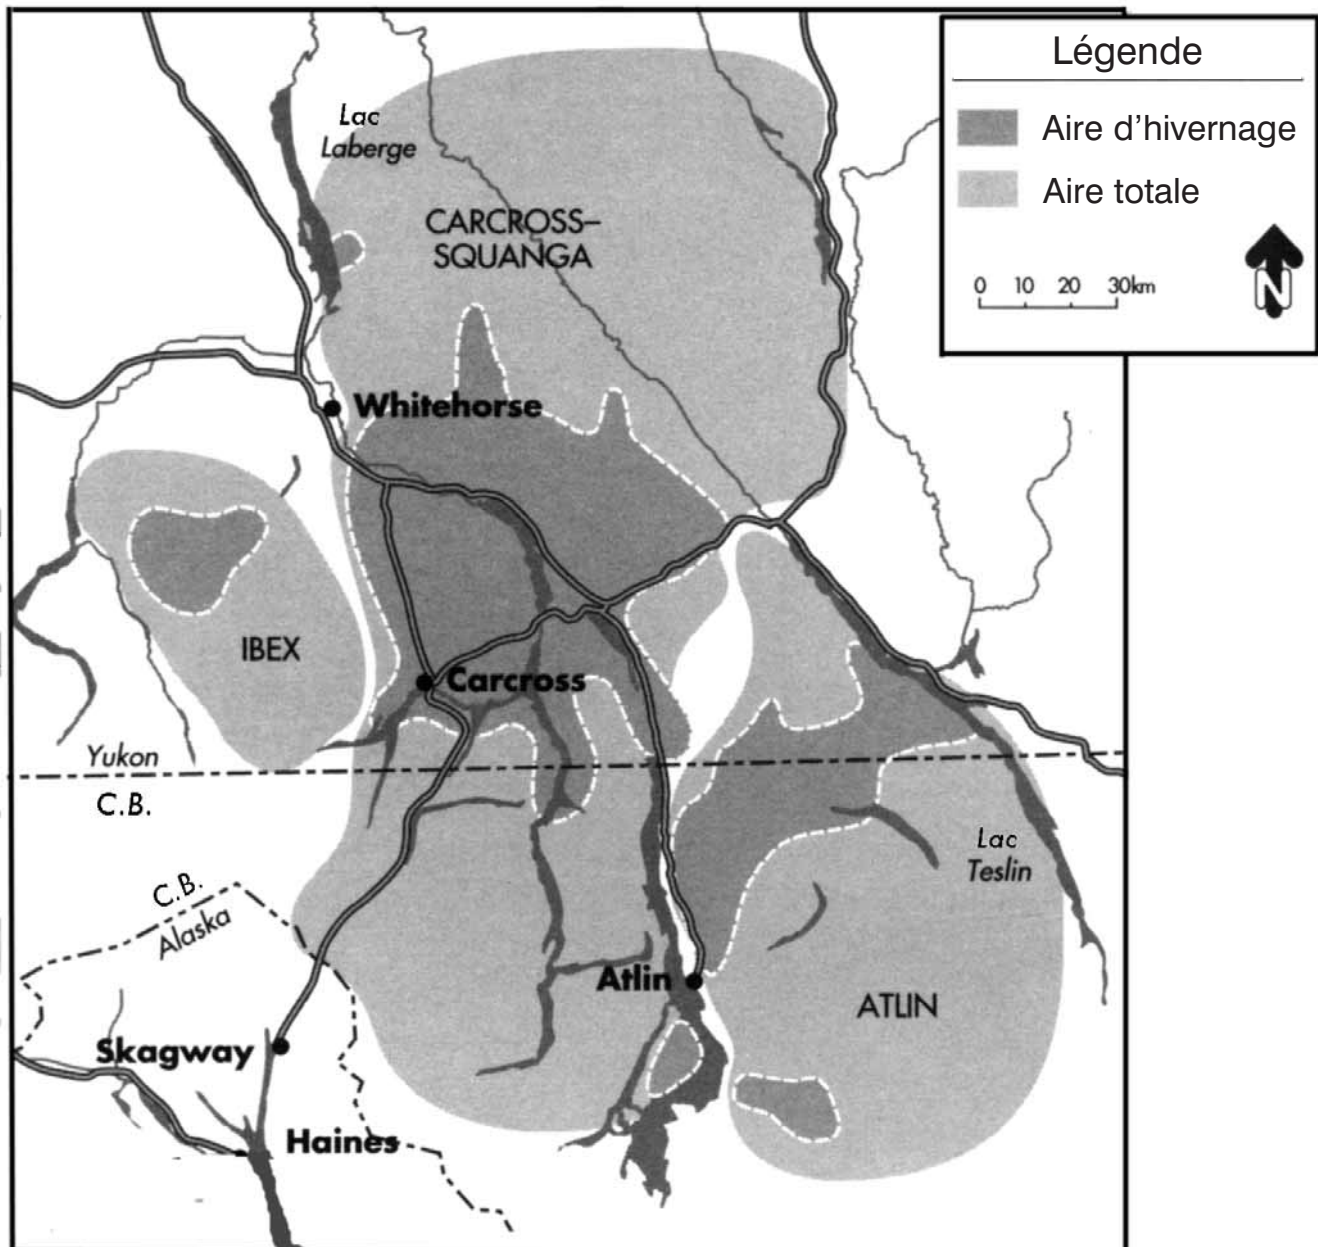 Légende
Aire d'hivernage
Aire totale
0 10 20 30km
N
Lac
Laberge
CARCROSS–
SQUANGA
Whitehorse
IBEX
Carcross
Yukon
C.B.
Lac
Teslin
C.B.
Alaska
Atlin
ATLIN
Skagway
Haines